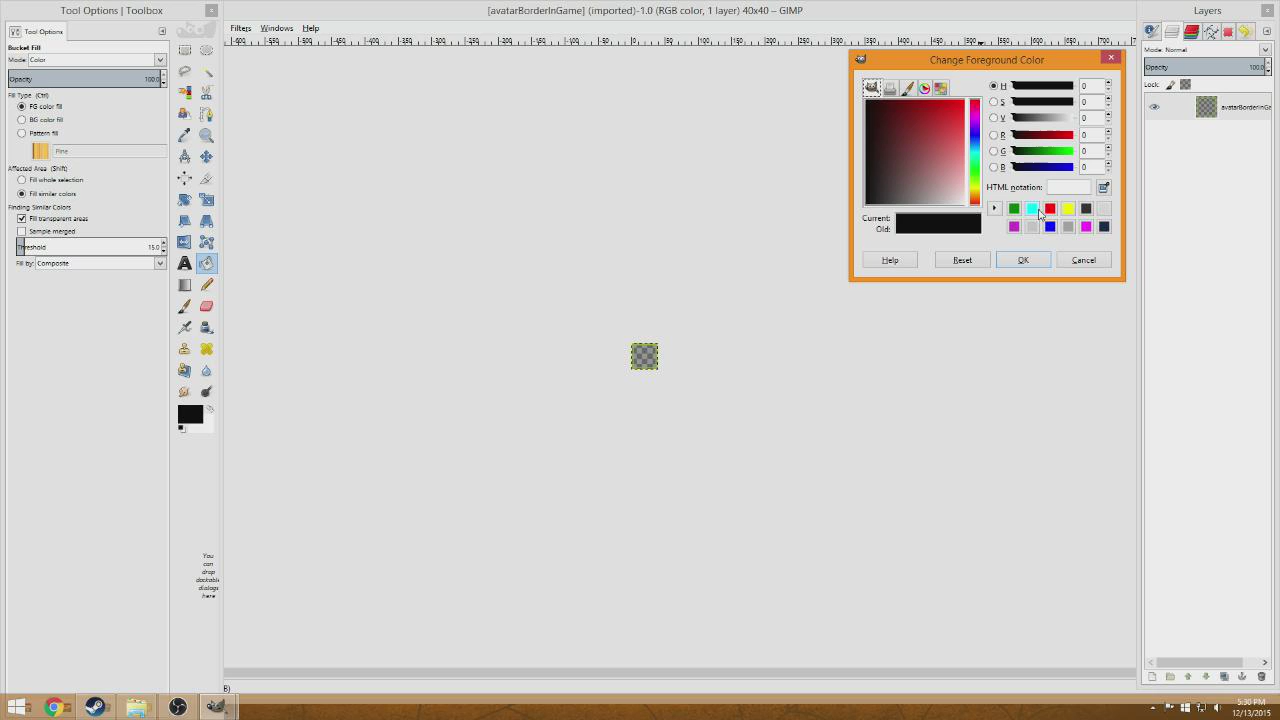 Tool Options | Toolbox
[avatarBorderInGame] (imported)-1.0 (RGB color, 1 layer) 40x40 – GIMP
Layers
Tool Options
Filters Windows Help
Bucket Fill
Mode: Color
Opacity 100.0
Fill Type (Ctrl)
FG color fill
BG color fill
Pattern fill
Pine
Affected Area (Shift)
Fill whole selection
Fill similar colors
Finding Similar Colors
Fill transparent areas
Sample merged
Threshold 15.0
Fill by: Composite
You
can
drop
dockable
dialogs
here
Change Foreground Color
H 0
S 0
V 0
R 0
G 0
B 0
HTML notation:
Current:
Old:
Help Reset OK Cancel
Mode: Normal
Opacity 100.0
Lock:
avatarBorderInGa
B)
5:30 PM
12/13/2015